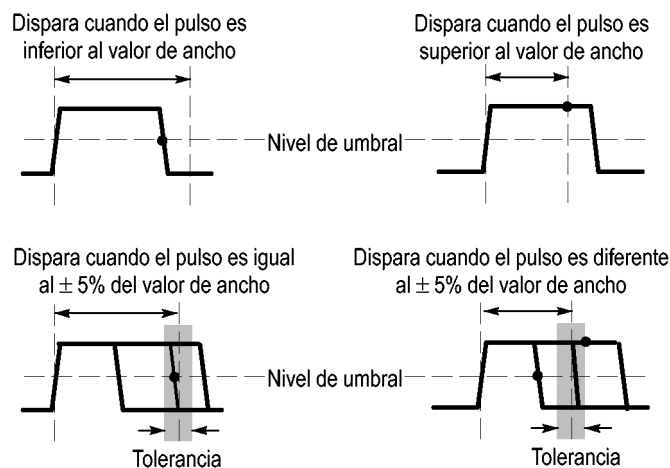 Dispara cuando el pulso es
inferior al valor de ancho
Dispara cuando el pulso es
superior al valor de ancho
Nivel de umbral
Dispara cuando el pulso es igual
al ± 5% del valor de ancho
Dispara cuando el pulso es diferente
al ± 5% del valor de ancho
Nivel de umbral
Tolerancia
Tolerancia